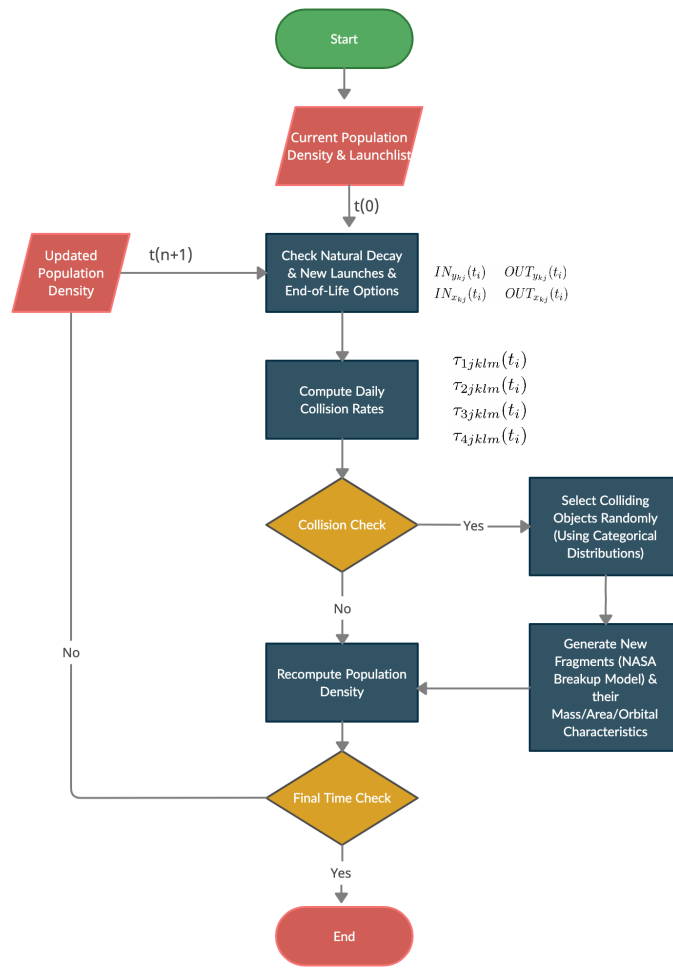 Start
Current Population
Density & Launchlist
t(0)
Updated
Population
Density
t(n+1)
Check Natural Decay
& New Launches &
End-of-Life Options
$IN_{y_{kj}}(t_i)$ $OUT_{y_{kj}}(t_i)$
$IN_{x_{kj}}(t_i)$ $OUT_{x_{kj}}(t_i)$
Compute Daily
Collision Rates
$\tau_{1jklm}(t_i)$
$\tau_{2jklm}(t_i)$
$\tau_{3jklm}(t_i)$
$\tau_{4jklm}(t_i)$
Collision Check
Yes
Select Colliding
Objects Randomly
(Using Categorical
Distributions)
No
Generate New
Fragments (NASA
Breakup Model) &
their
Mass/Area/Orbital
Characteristics
Recompute Population
Density
No
Final Time Check
Yes
End